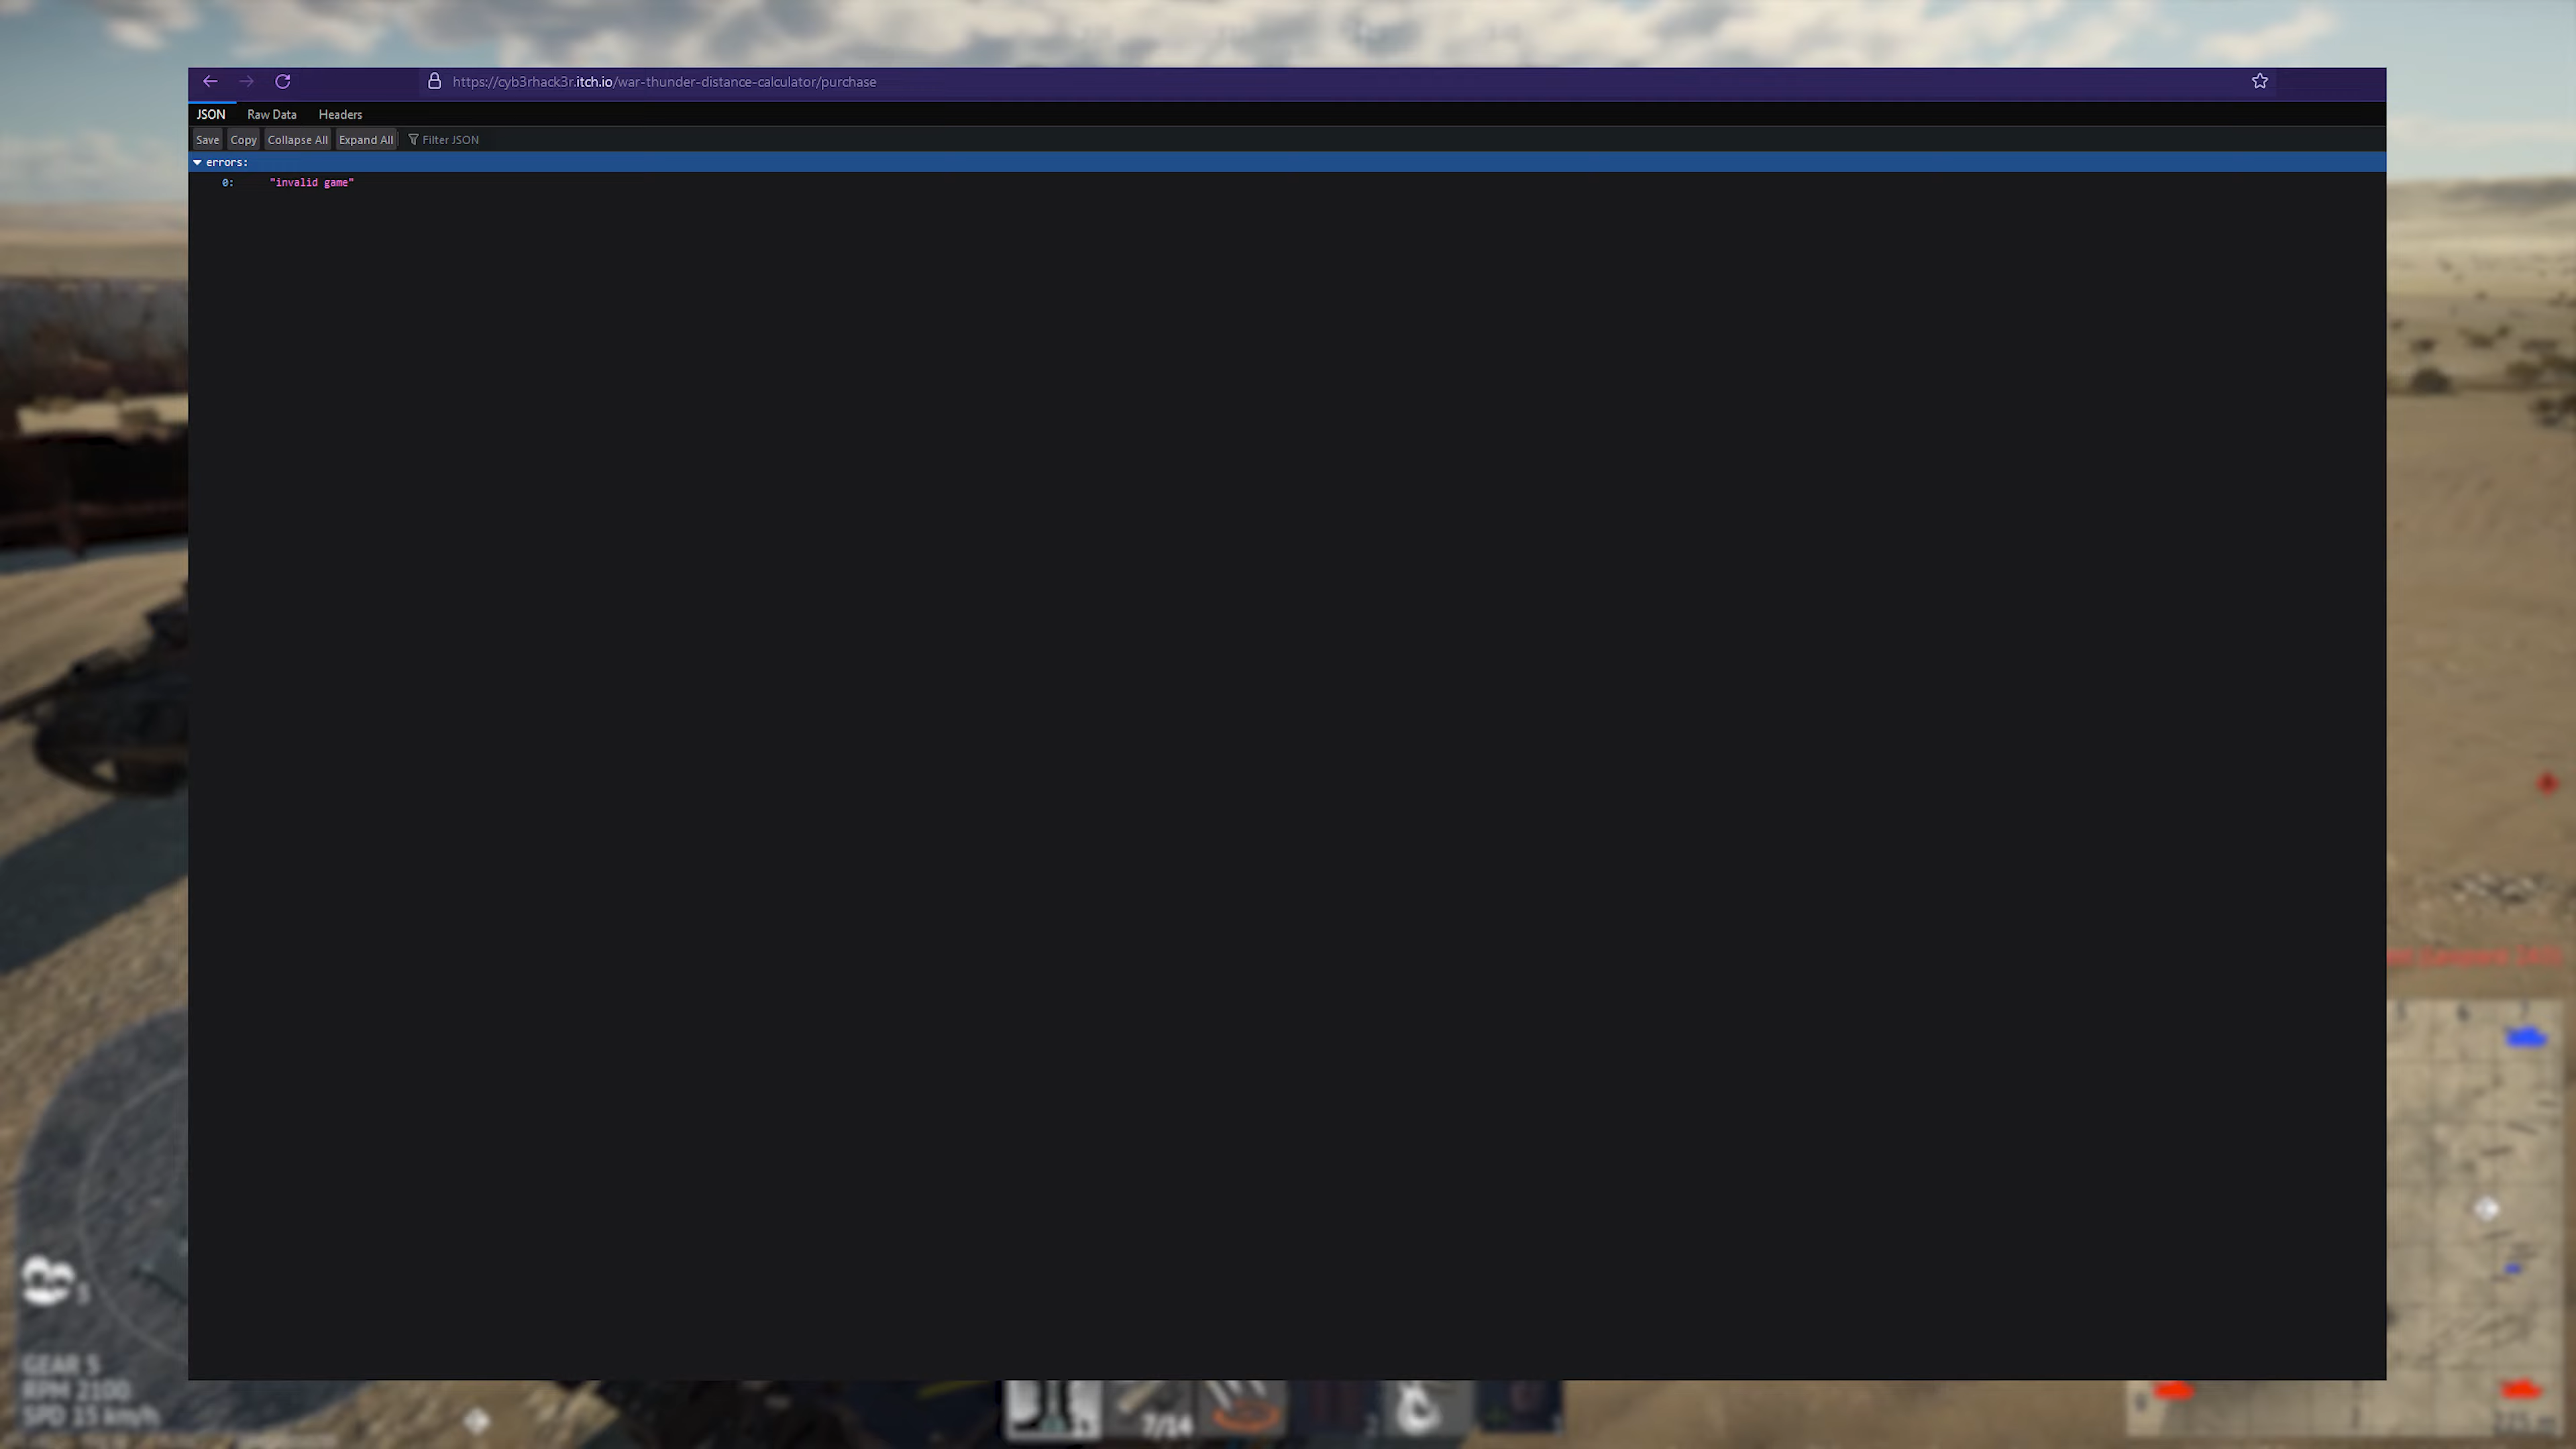 https://cyb3rhack3r.itch.io/war-thunder-distance-calculator/purchase
JSON Raw Data Headers
Save Copy Collapse All Expand All Filter JSON
errors:
0: "invalid game"
GEAR 5
RPM 2100
SPD 15 km/h
7/14